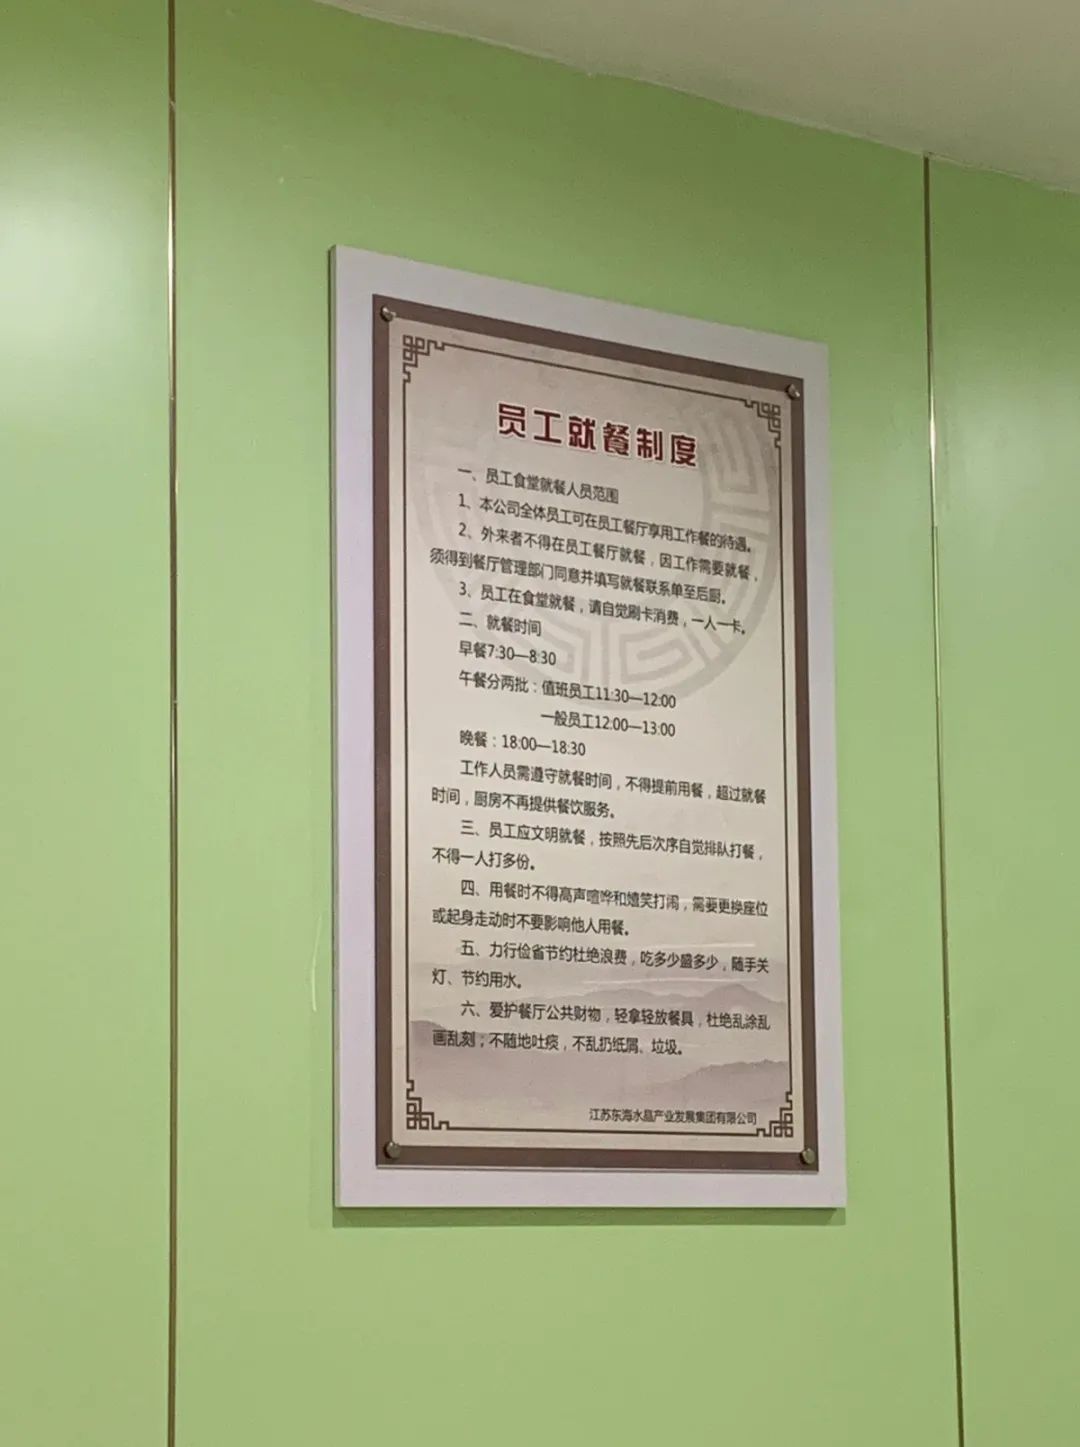 员工就餐制度
一、员工食堂就餐人员范围
1、本公司全体员工可在员工餐厅享用工作餐的待遇。
2、外来者不得在员工餐厅就餐，因工作需要就餐，
须得到餐厅管理部门同意并填写就餐联系单至后厨。
3、员工在食堂就餐，请自觉刷卡消费，一人一卡。
二、就餐时间
早餐7:30—8:30
午餐分两批：值班员工11:30—12:00
一般员工12:00—13:00
晚餐：18:00—18:30
工作人员需遵守就餐时间，不得提前用餐，超过就餐
时间，厨房不再提供餐饮服务。
三、员工应文明就餐，按照先后次序自觉排队打餐，
不得一人打多份。
四、用餐时不得高声喧哗和嬉笑打闹，需要更换座位
或起身走动时不要影响他人用餐。
五、力行俭省节约杜绝浪费，吃多少盛多少，随手关
灯、节约用水。
六、爱护餐厅公共财物，轻拿轻放餐具，杜绝乱涂乱
画乱刻；不随地吐痰，不乱扔纸屑、垃圾。
江苏东海水晶产业发展集团有限公司